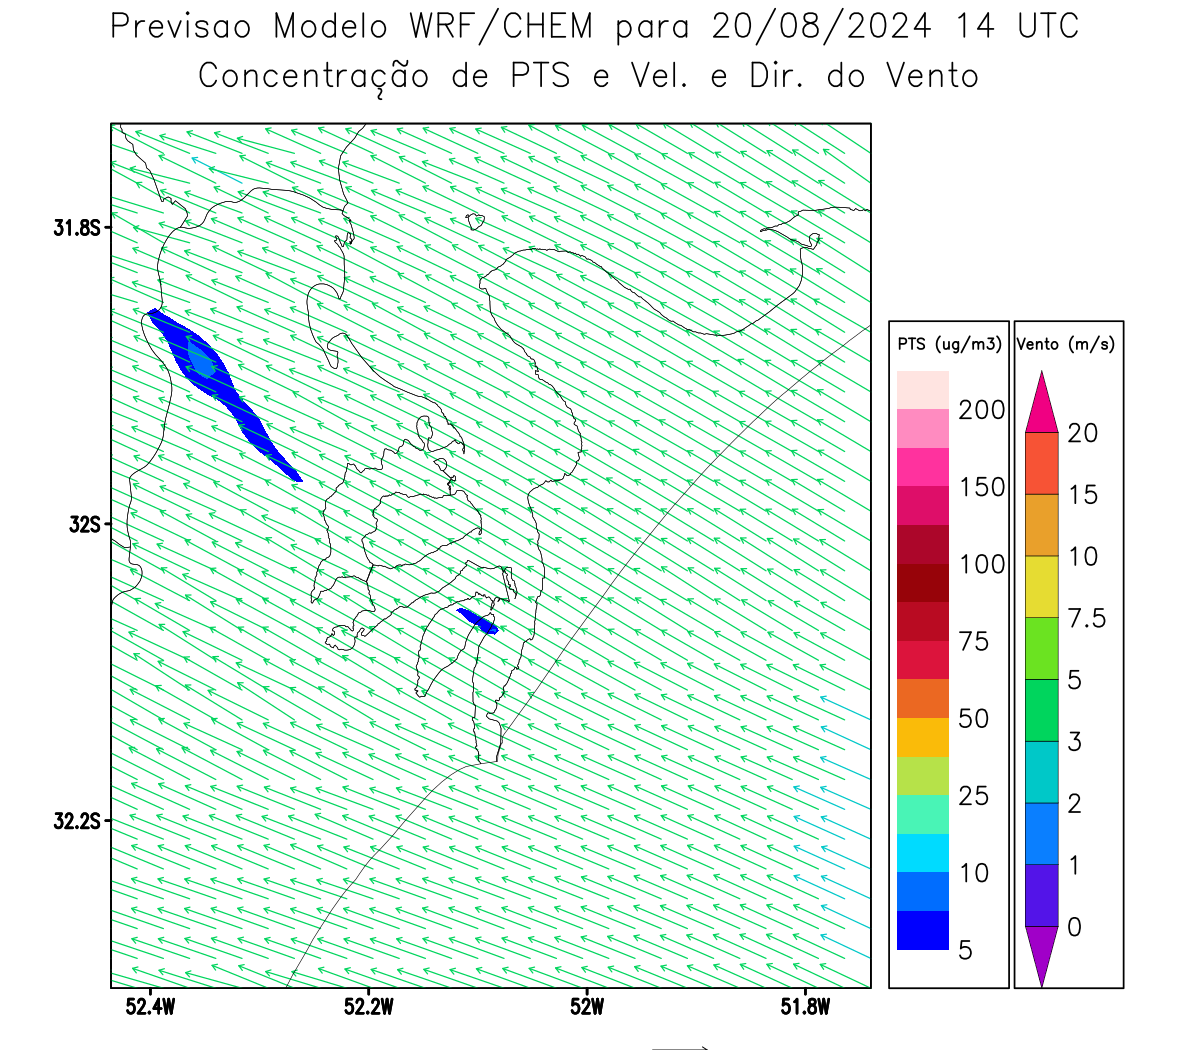 Previsao Modelo WRF/CHEM para 20/08/2024 14 UTC
Concentração de PTS e Vel. e Dir. do Vento
31.8S
32S
32.2S
52.4W 52.2W 52W 51.8W
PTS (ug/m3)
200
150
100
75
50
25
10
5
Vento (m/s)
20
15
10
7.5
5
3
2
1
0